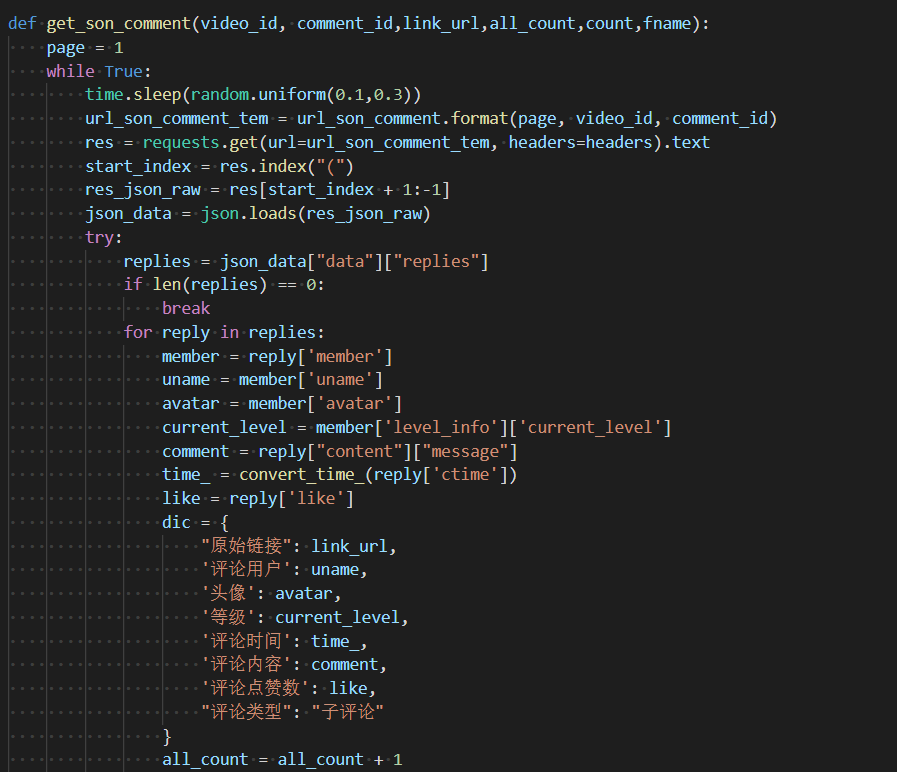 def get_son_comment(video_id, comment_id,link_url,all_count,count,fname):
    page = 1
    while True:
        time.sleep(random.uniform(0.1,0.3))
        url_son_comment_tem = url_son_comment.format(page, video_id, comment_id)
        res = requests.get(url=url_son_comment_tem, headers=headers).text
        start_index = res.index("(")
        res_json_raw = res[start_index + 1:-1]
        json_data = json.loads(res_json_raw)
        try:
            replies = json_data["data"]["replies"]
            if len(replies) == 0:
                break
            for reply in replies:
                member = reply['member']
                uname = member['uname']
                avatar = member['avatar']
                current_level = member['level_info']['current_level']
                comment = reply["content"]["message"]
                time_ = convert_time_(reply['ctime'])
                like = reply['like']
                dic = {
                    "原始链接": link_url,
                    '评论用户': uname,
                    '头像': avatar,
                    '等级': current_level,
                    '评论时间': time_,
                    '评论内容': comment,
                    '评论点赞数': like,
                    "评论类型": "子评论"
                }
                all_count = all_count + 1